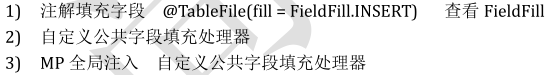 1) 注解填充字段 @TableFile(fill = FieldFill.INSERT) 查看 FieldFill
2) 自定义公共字段填充处理器
3) MP 全局注入 自定义公共字段填充处理器